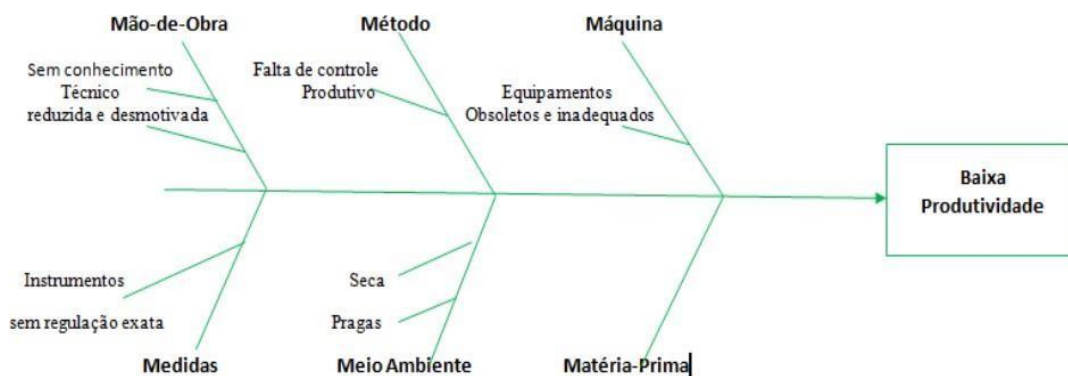 Mão-de-Obra
Método
Máquina
Sem conhecimento
Técnico
reduzida e desmotivada
Falta de controle
Produtivo
Equipamentos
Obsoletos e inadequados
Baixa
Produtividade
Instrumentos
sem regulação exata
Seca
Pragas
Medidas
Meio Ambiente
Matéria-Prima